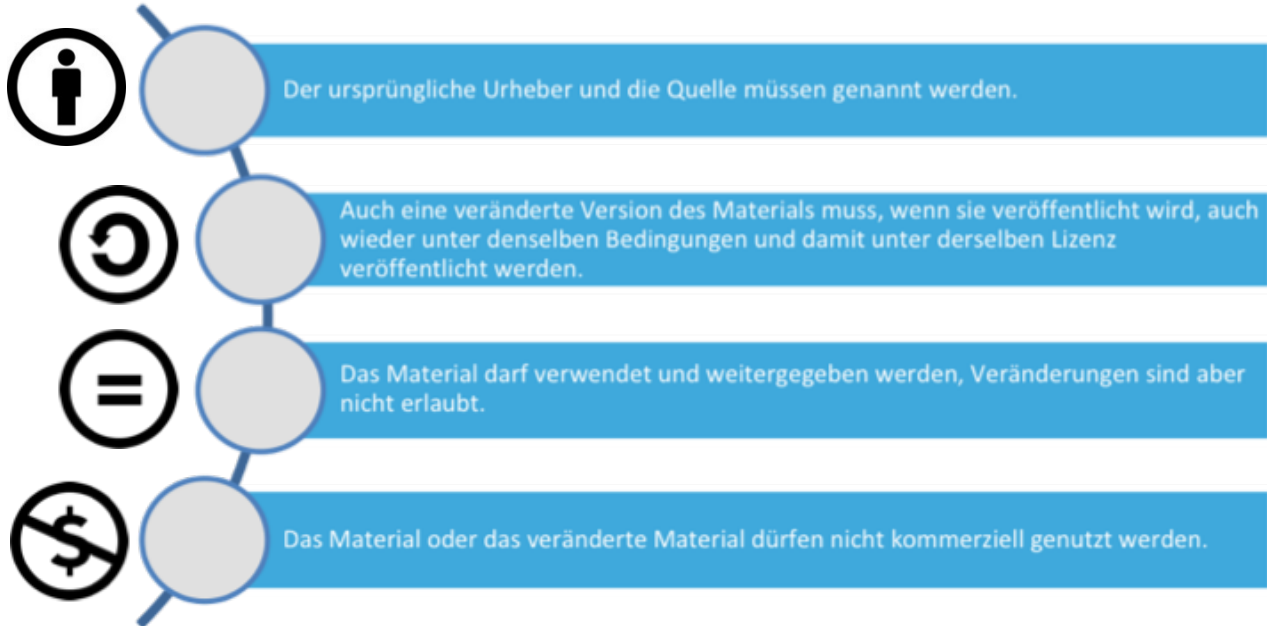 Der ursprüngliche Urheber und die Quelle müssen genannt werden.
Auch eine veränderte Version des Materials muss, wenn sie veröffentlicht wird, auch
wieder unter denselben Bedingungen und damit unter derselben Lizenz
veröffentlicht werden.
=
Das Material darf verwendet und weitergegeben werden, Veränderungen sind aber
nicht erlaubt.
$
Das Material oder das veränderte Material dürfen nicht kommerziell genutzt werden.